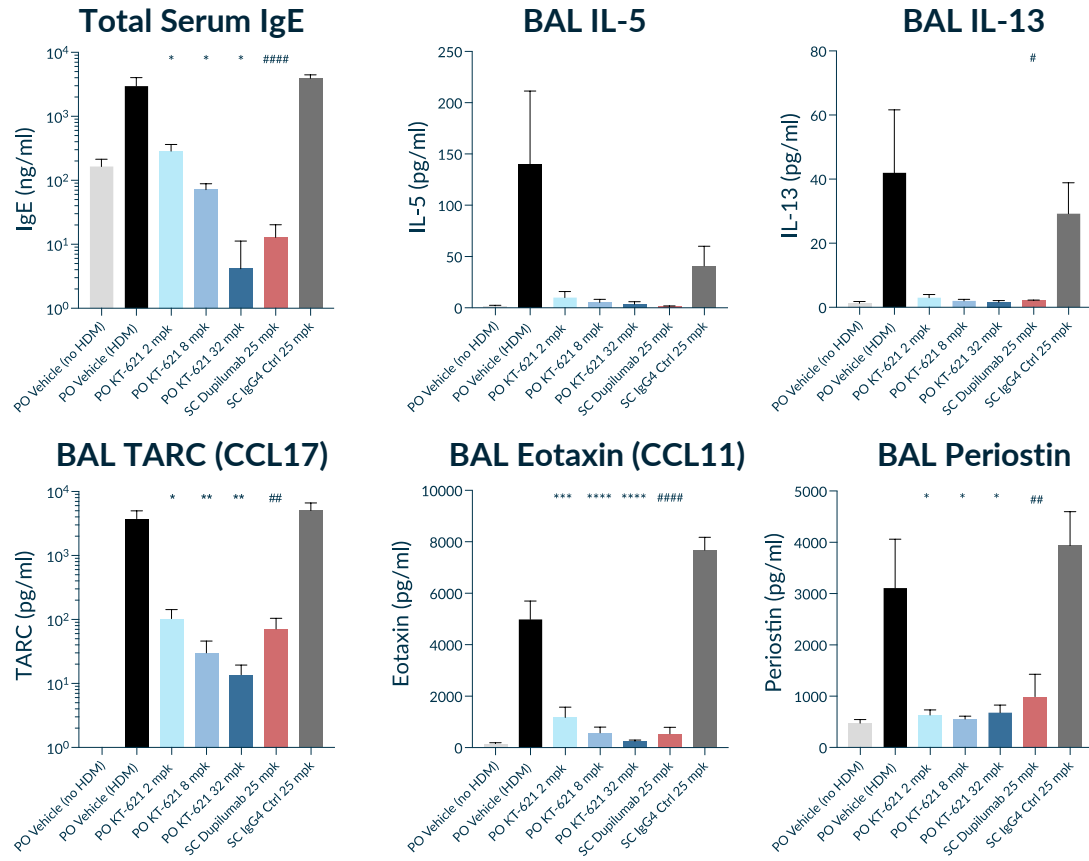 Total Serum IgE
10⁴
10³
10²
10¹
10⁰
IgE (ng/ml)
* * * ####
PO Vehicle (no HDM)
PO Vehicle (HDM)
PO KT-621 2 mpk
PO KT-621 8 mpk
PO KT-621 32 mpk
SC Dupilumab 25 mpk
SC IgG4 Ctrl 25 mpk
BAL IL-5
250
200
150
100
50
0
IL-5 (pg/ml)
PO Vehicle (no HDM)
PO Vehicle (HDM)
PO KT-621 2 mpk
PO KT-621 8 mpk
PO KT-621 32 mpk
SC Dupilumab 25 mpk
SC IgG4 Ctrl 25 mpk
BAL IL-13
80
60
40
20
0
IL-13 (pg/ml)
#
PO Vehicle (no HDM)
PO Vehicle (HDM)
PO KT-621 2 mpk
PO KT-621 8 mpk
PO KT-621 32 mpk
SC Dupilumab 25 mpk
SC IgG4 Ctrl 25 mpk
BAL TARC (CCL17)
10⁴
10³
10²
10¹
10⁰
TARC (pg/ml)
* ** ** ##
PO Vehicle (no HDM)
PO Vehicle (HDM)
PO KT-621 2 mpk
PO KT-621 8 mpk
PO KT-621 32 mpk
SC Dupilumab 25 mpk
SC IgG4 Ctrl 25 mpk
BAL Eotaxin (CCL11)
10000
8000
6000
4000
2000
0
Eotaxin (pg/ml)
*** **** **** ####
PO Vehicle (no HDM)
PO Vehicle (HDM)
PO KT-621 2 mpk
PO KT-621 8 mpk
PO KT-621 32 mpk
SC Dupilumab 25 mpk
SC IgG4 Ctrl 25 mpk
BAL Periostin
5000
4000
3000
2000
1000
0
Periostin (pg/ml)
* * * ##
PO Vehicle (no HDM)
PO Vehicle (HDM)
PO KT-621 2 mpk
PO KT-621 8 mpk
PO KT-621 32 mpk
SC Dupilumab 25 mpk
SC IgG4 Ctrl 25 mpk